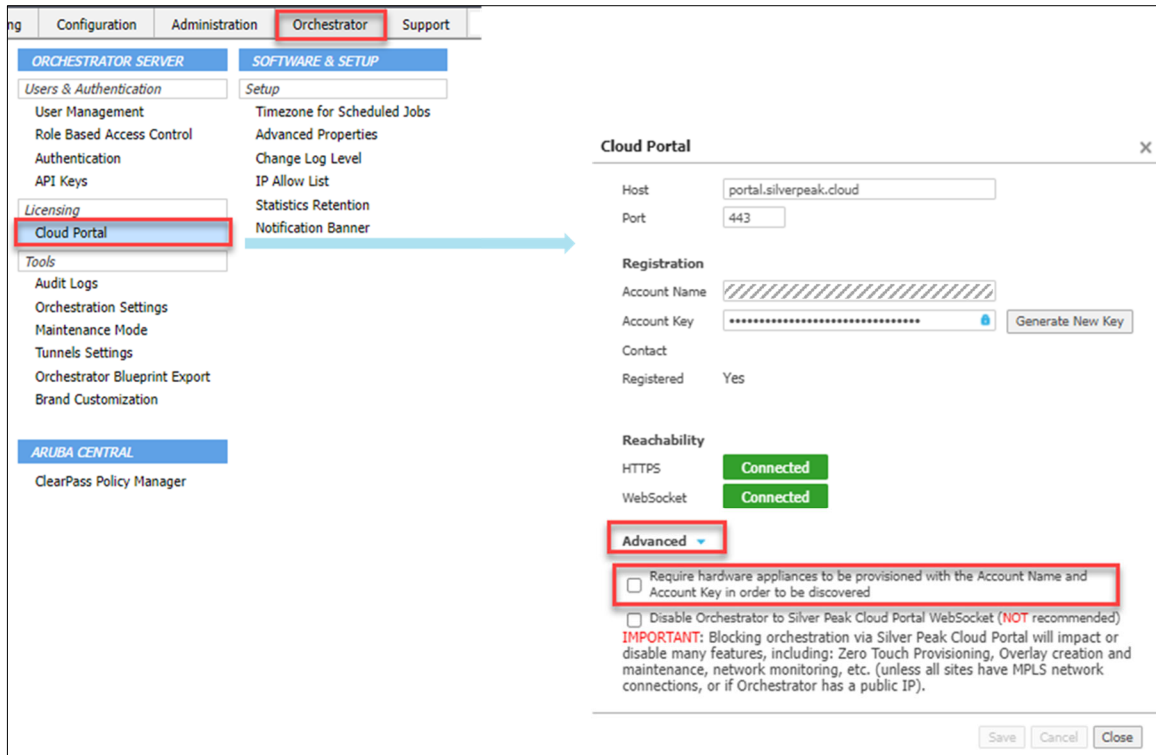 ng Configuration Administration Orchestrator Support
ORCHESTRATOR SERVER
Users & Authentication
User Management
Role Based Access Control
Authentication
API Keys
Licensing
Cloud Portal
Tools
Audit Logs
Orchestration Settings
Maintenance Mode
Tunnels Settings
Orchestrator Blueprint Export
Brand Customization
ARUBA CENTRAL
ClearPass Policy Manager
SOFTWARE & SETUP
Setup
Timezone for Scheduled Jobs
Advanced Properties
Change Log Level
IP Allow List
Statistics Retention
Notification Banner
Cloud Portal
Host portal.silverpeak.cloud
Port 443
Registration
Account Name
Account Key Generate New Key
Contact
Registered Yes
Reachability
HTTPS Connected
WebSocket Connected
Advanced
Require hardware appliances to be provisioned with the Account Name and
Account Key in order to be discovered
Disable Orchestrator to Silver Peak Cloud Portal WebSocket (NOT recommended)
IMPORTANT: Blocking orchestration via Silver Peak Cloud Portal will impact or
disable many features, including: Zero Touch Provisioning, Overlay creation and
maintenance, network monitoring, etc. (unless all sites have MPLS network
connections, or if Orchestrator has a public IP).
Save Cancel Close